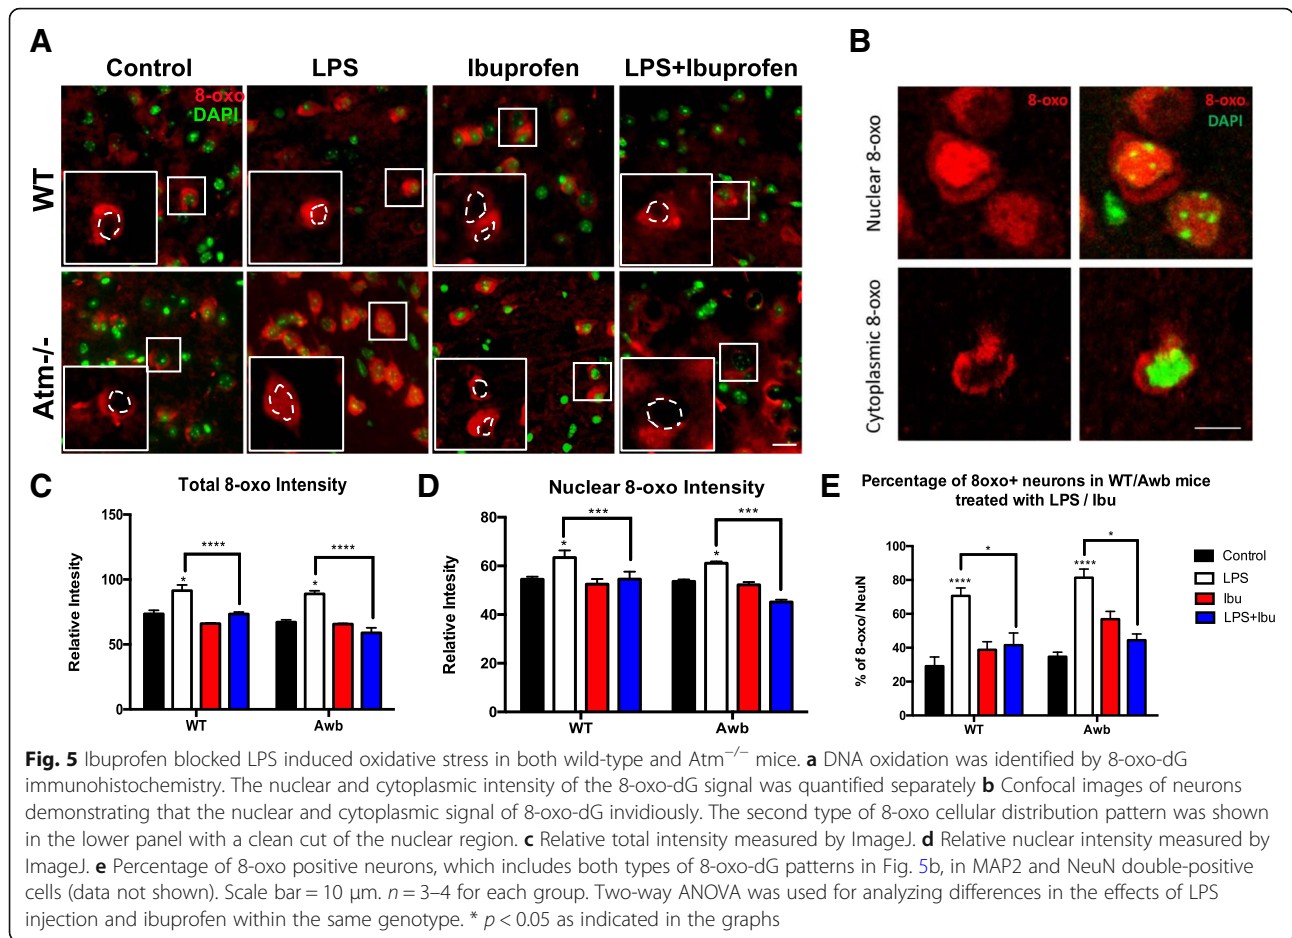 A
B
Control
LPS
Ibuprofen
LPS+Ibuprofen
8-oxo
DAPI
WT
Atm-/-
8-oxo
8-oxo
DAPI
Nuclear 8-oxo
Cytoplasmic 8-oxo
C
Total 8-oxo Intensity
Relative Intesity
150
100
50
0
*
****
*
****
WT
Awb
D
Nuclear 8-oxo Intensity
Relative Intesity
80
60
40
20
0
*
***
*
***
WT
Awb
E
Percentage of 8oxo+ neurons in WT/Awb mice
treated with LPS / Ibu
% of 8-oxo/ NeuN
100
80
60
40
20
0
****
*
****
*
WT
Awb
Control
LPS
Ibu
LPS+Ibu
Fig. 5 Ibuprofen blocked LPS induced oxidative stress in both wild-type and Atm−/− mice. a DNA oxidation was identified by 8-oxo-dG
immunohistochemistry. The nuclear and cytoplasmic intensity of the 8-oxo-dG signal was quantified separately b Confocal images of neurons
demonstrating that the nuclear and cytoplasmic signal of 8-oxo-dG invidiously. The second type of 8-oxo cellular distribution pattern was shown
in the lower panel with a clean cut of the nuclear region. c Relative total intensity measured by ImageJ. d Relative nuclear intensity measured by
ImageJ. e Percentage of 8-oxo positive neurons, which includes both types of 8-oxo-dG patterns in Fig. 5b, in MAP2 and NeuN double-positive
cells (data not shown). Scale bar = 10 μm. n = 3–4 for each group. Two-way ANOVA was used for analyzing differences in the effects of LPS
injection and ibuprofen within the same genotype. * p < 0.05 as indicated in the graphs